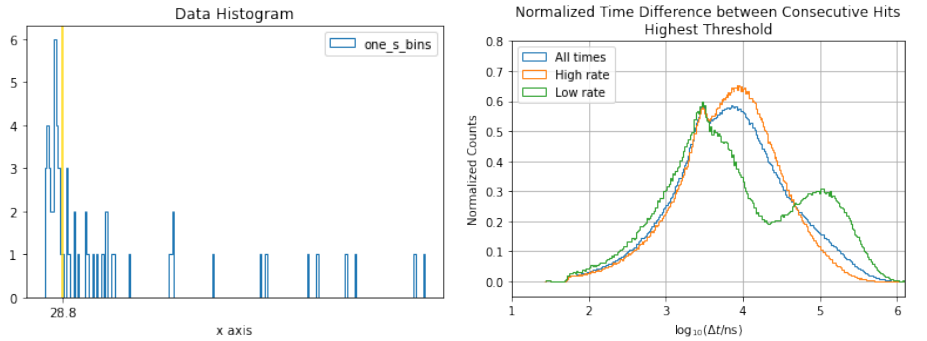 Data Histogram
6
5
4
3
2
1
0
one_s_bins
28.8
x axis
Normalized Time Difference between Consecutive Hits
Highest Threshold
0.8
0.7
0.6
0.5
0.4
0.3
0.2
0.1
0.0
Normalized Counts
All times
High rate
Low rate
1 2 3 4 5 6
log₁₀(Δt/ns)